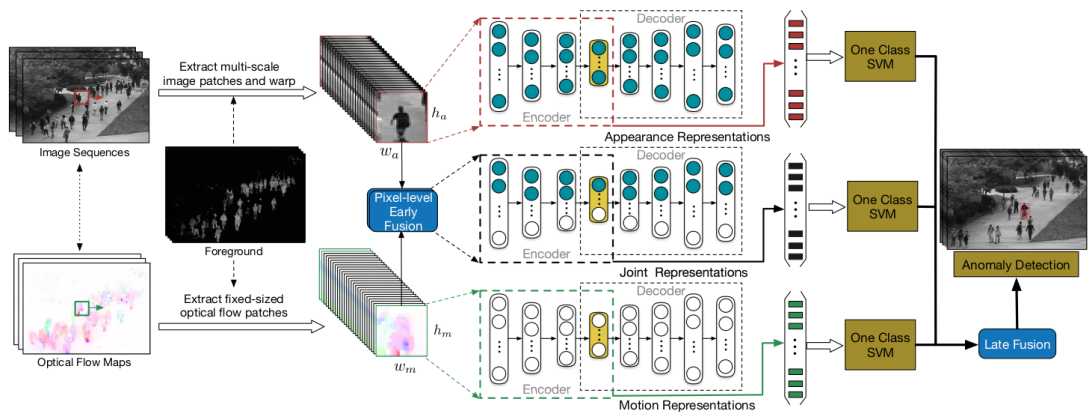 Image Sequences
Extract multi-scale
image patches and warp
Foreground
Extract fixed-sized
optical flow patches
Optical Flow Maps
h_a
w_a
Pixel-level
Early
Fusion
h_m
w_m
Decoder
Encoder
Appearance Representations
Decoder
Encoder
Joint Representations
Decoder
Encoder
Motion Representations
One Class
SVM
One Class
SVM
One Class
SVM
Anomaly Detection
Late Fusion